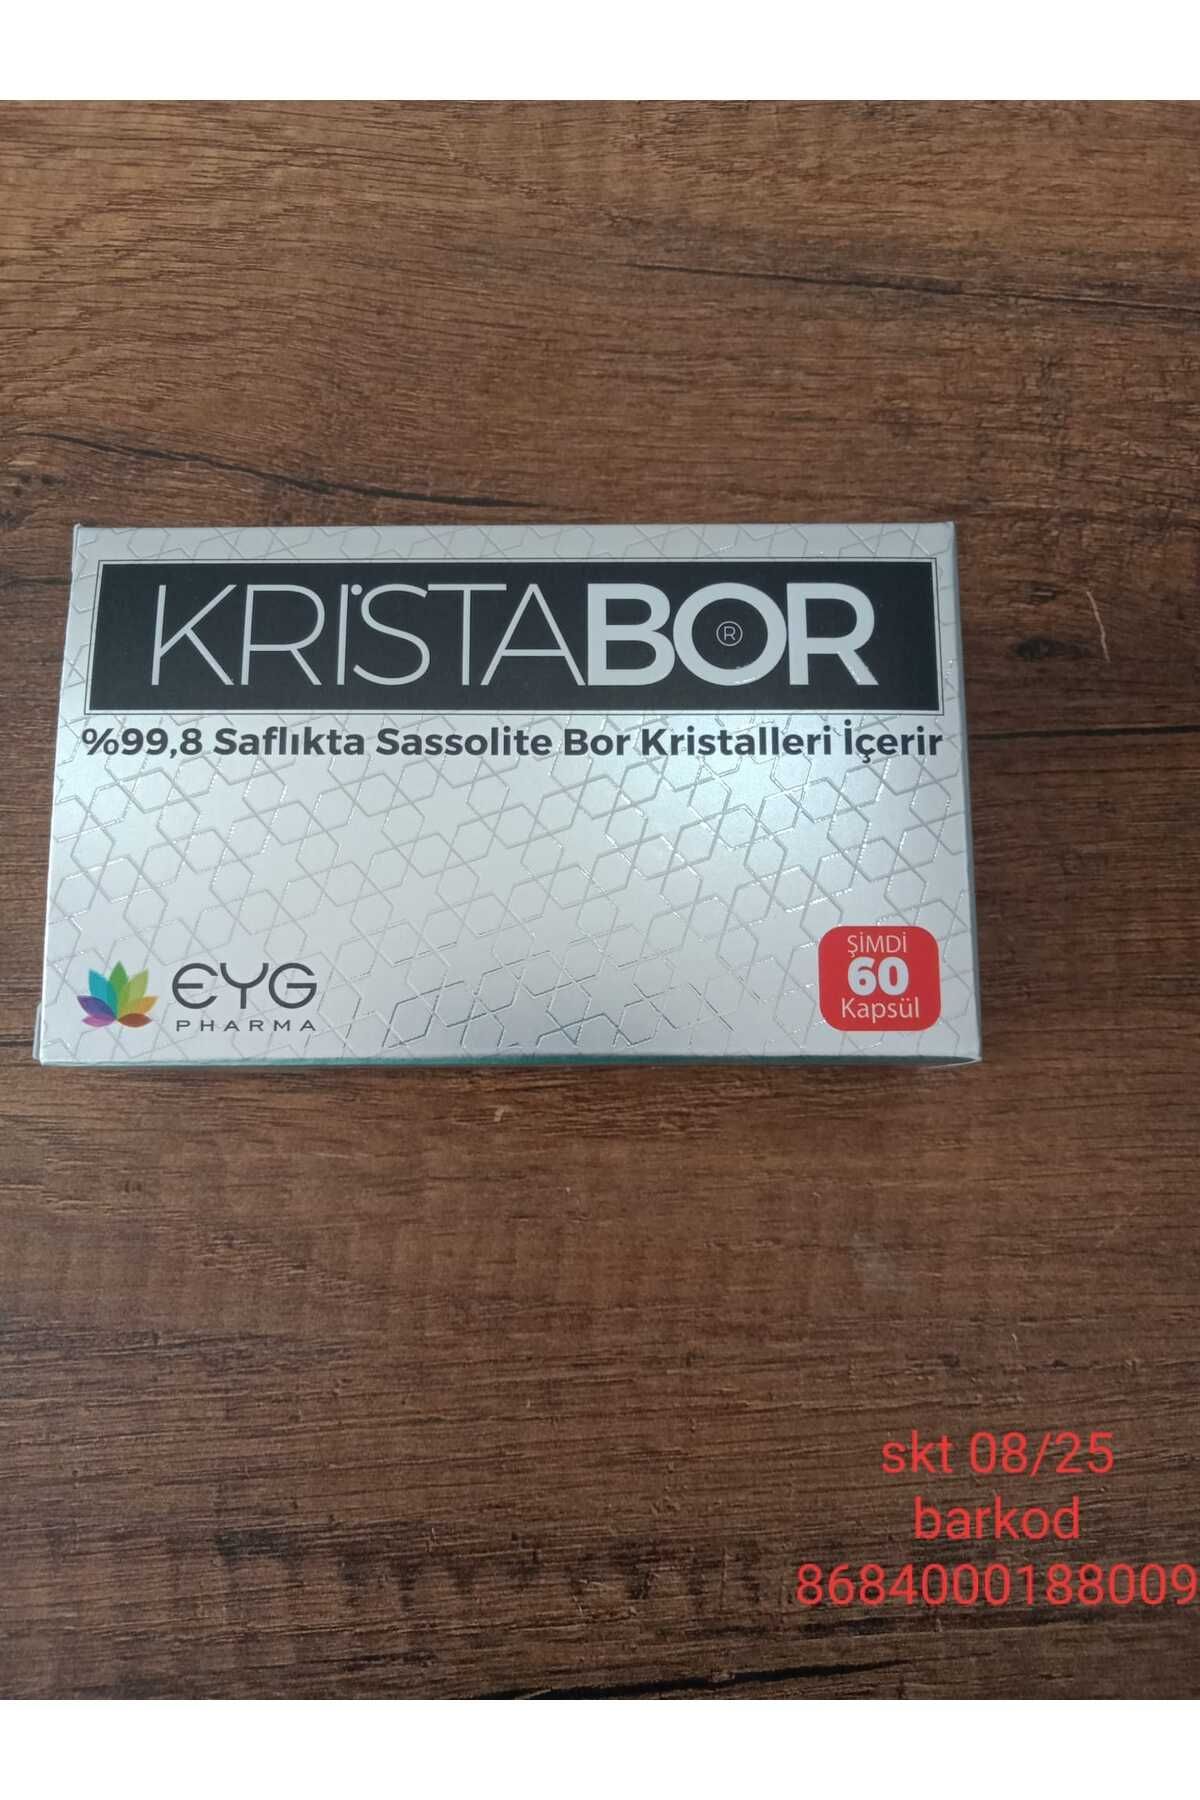 KRİSTABOR®
%99,8 Saflıkta Sassolite Bor Kristalleri İçerir
EYG
PHARMA
ŞİMDİ
60
Kapsül
skt 08/25
barkod
8684000188009